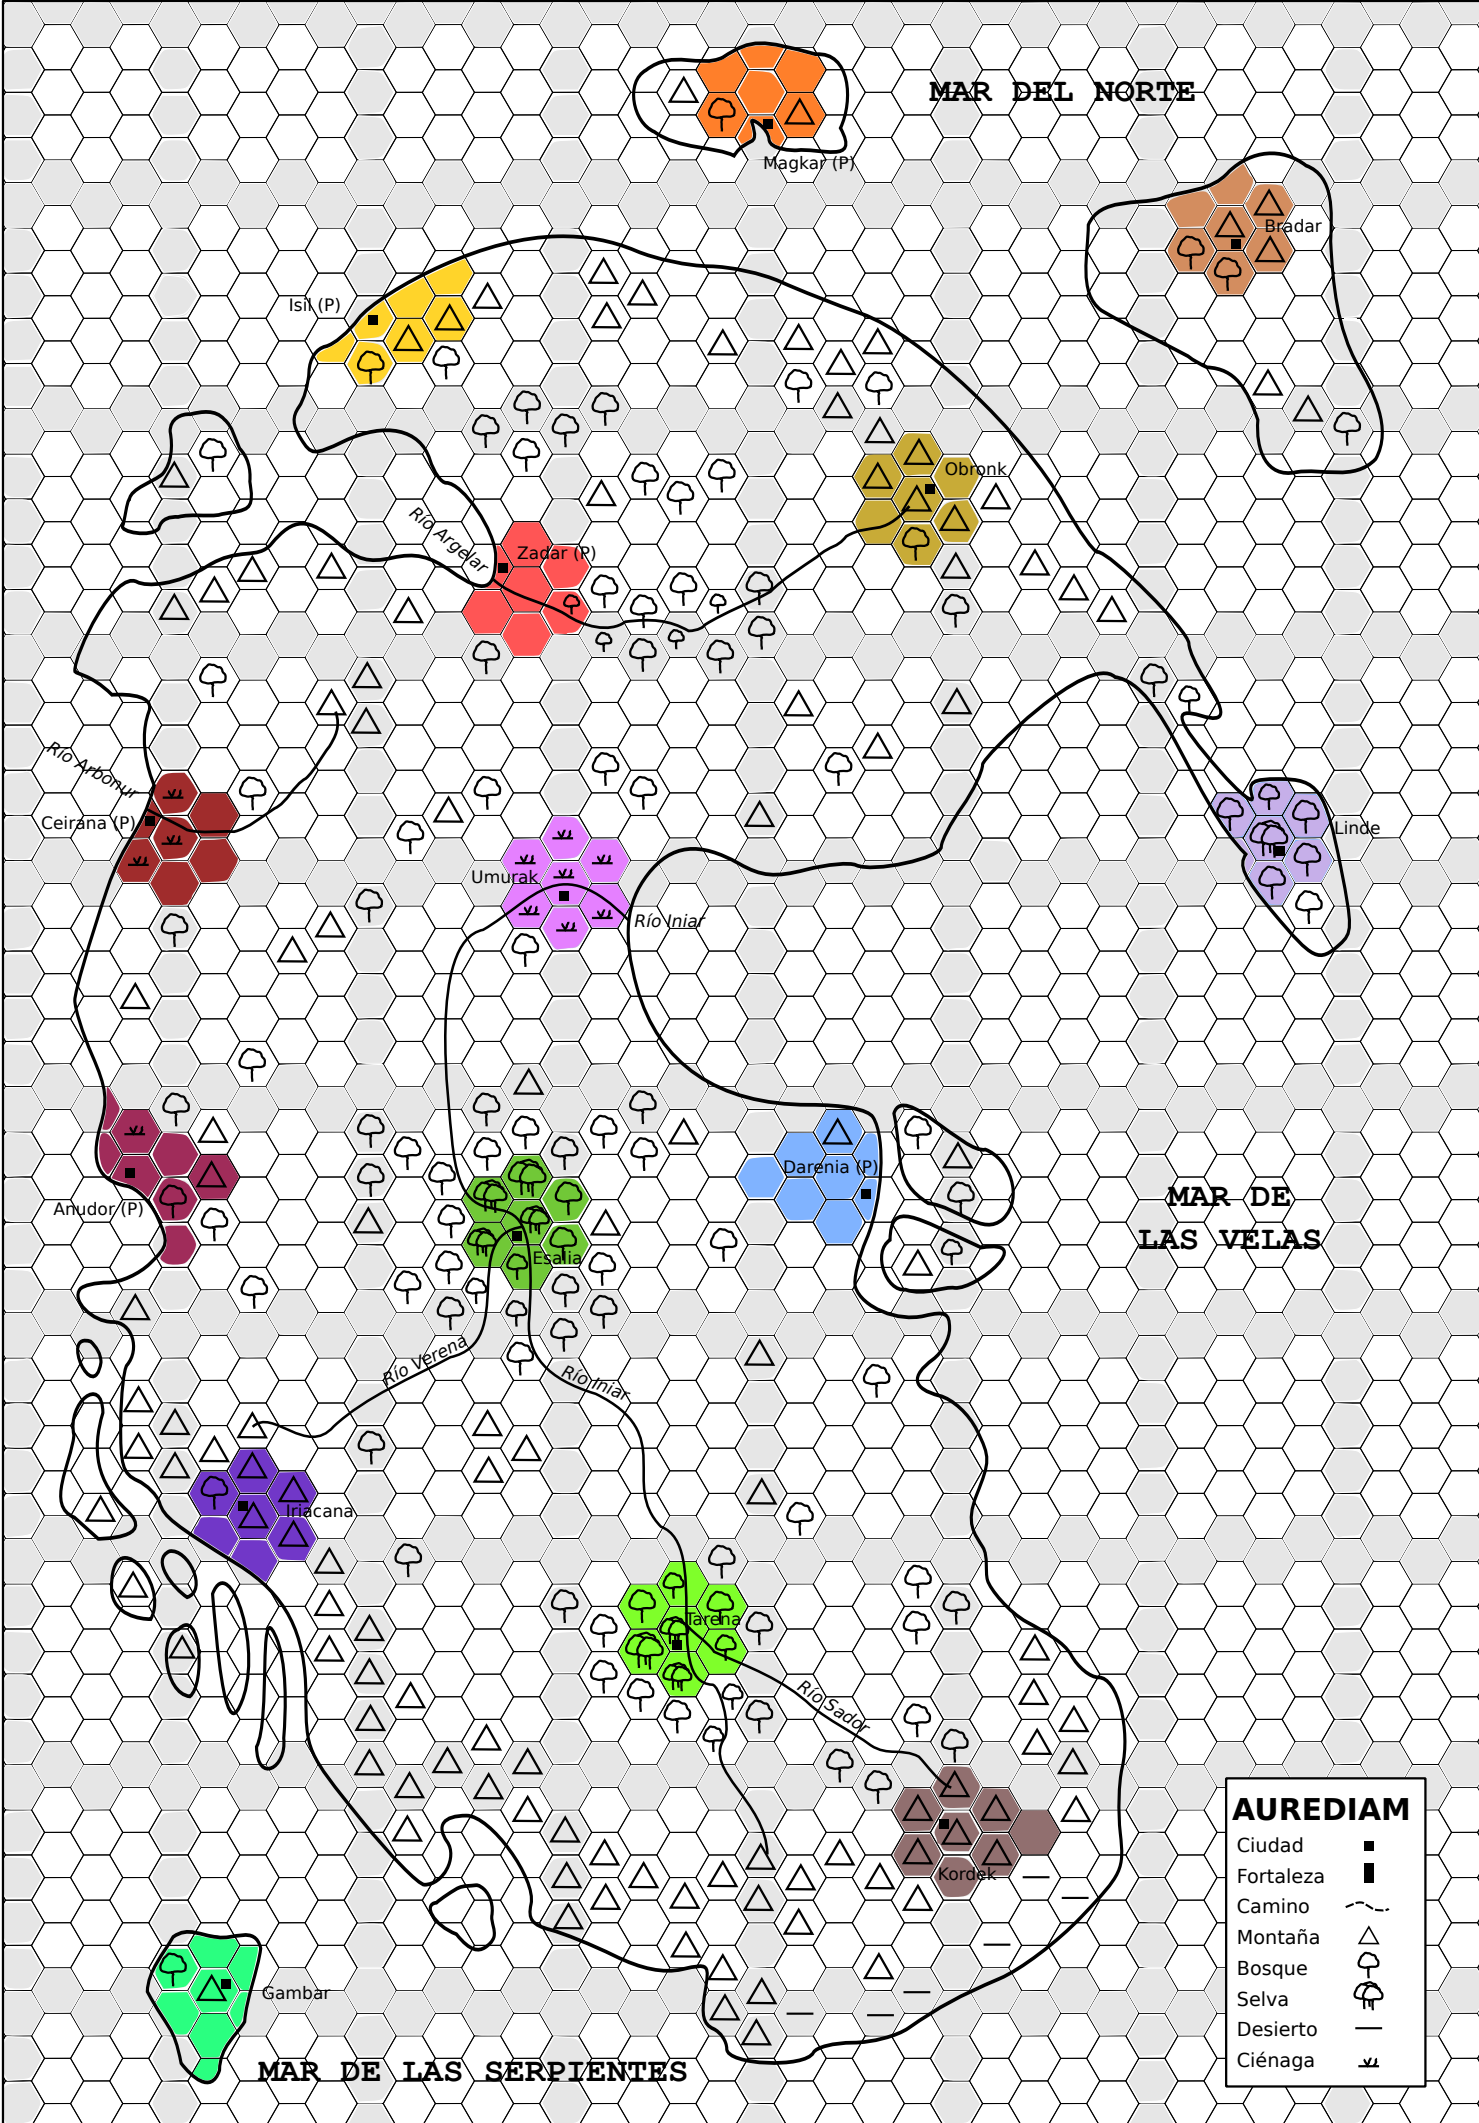 MAR DEL NORTE
Magkar (P)
Bradar
Isil (P)
Obronk
Río Argelar
Zadar (P)
Río Arbonur
Ceirana (P)
Linde
Umurak
Río Iniar
Darenia (P)
MAR DE
LAS VELAS
Anudor (P)
Esalia
Río Verena
Río Iniar
Iriacana
Tarena
Río Sador
Kordek
Gambar
MAR DE LAS SERPIENTES
AUREDIAM
Ciudad
Fortaleza
Camino
Montaña
Bosque
Selva
Desierto
Ciénaga